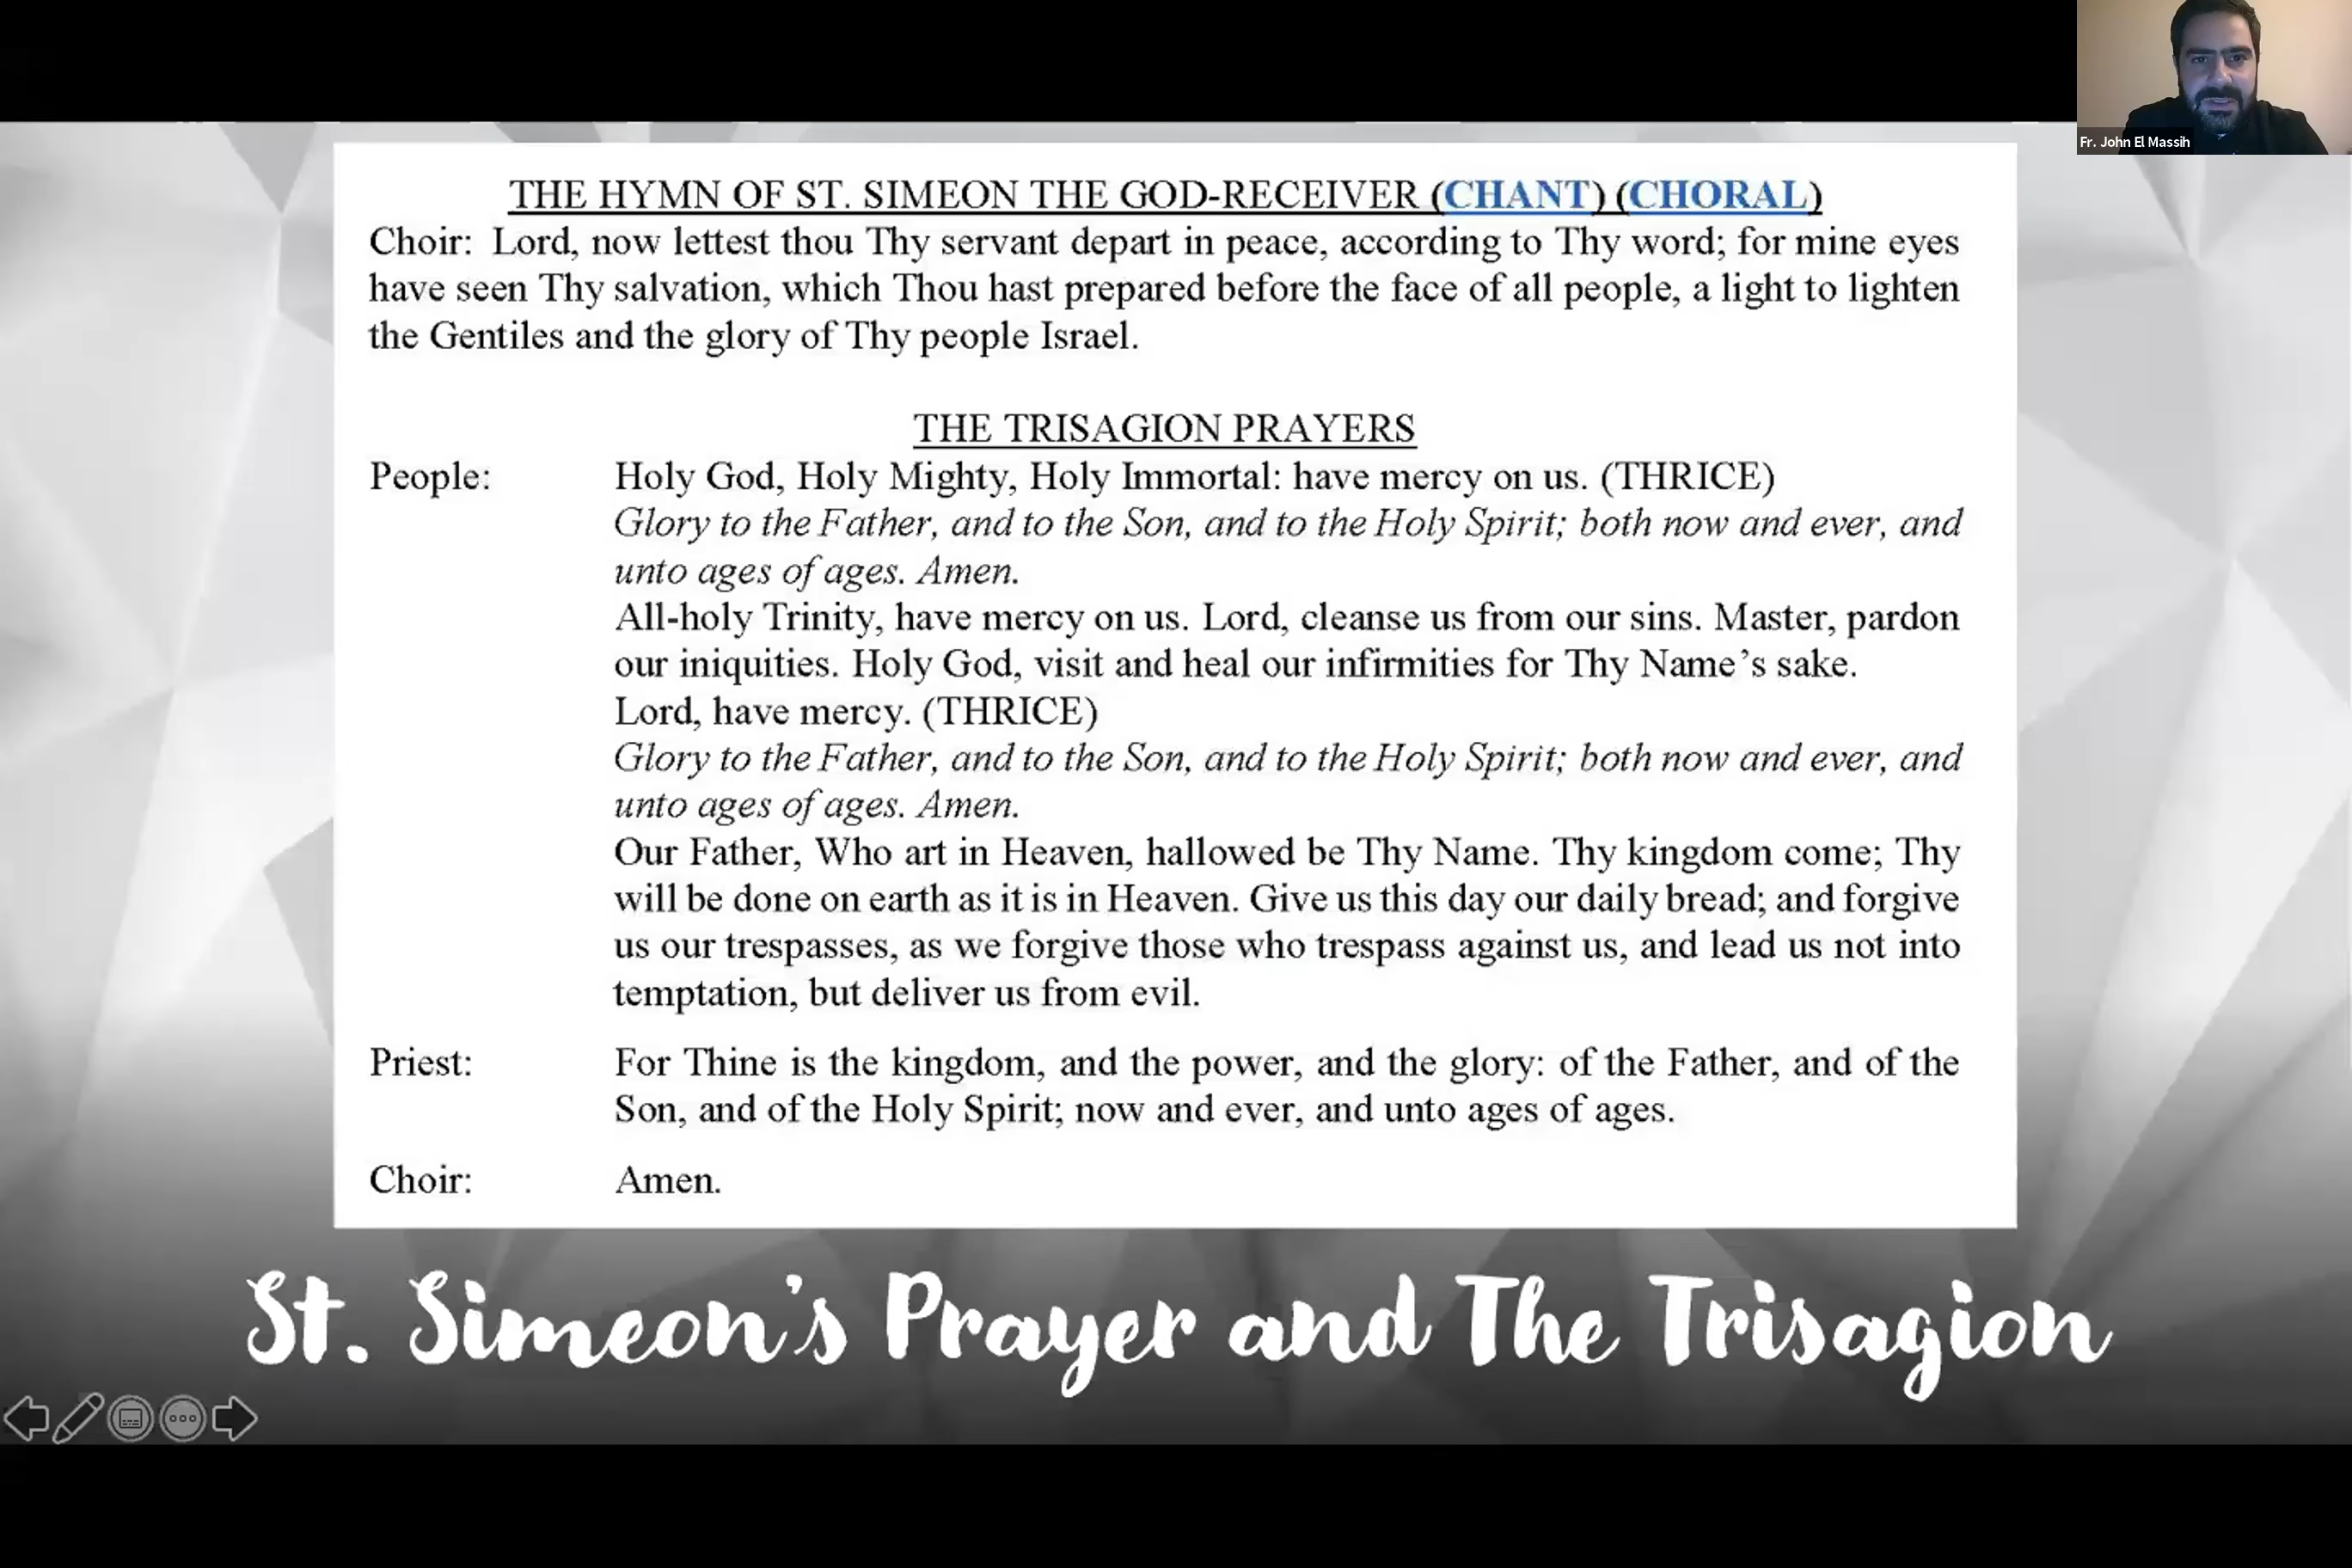 Fr. John El Massih
THE HYMN OF ST. SIMEON THE GOD-RECEIVER (CHANT) (CHORAL)
Choir: Lord, now lettest thou Thy servant depart in peace, according to Thy word; for mine eyes
have seen Thy salvation, which Thou hast prepared before the face of all people, a light to lighten
the Gentiles and the glory of Thy people Israel.
THE TRISAGION PRAYERS
People: Holy God, Holy Mighty, Holy Immortal: have mercy on us. (THRICE)
Glory to the Father, and to the Son, and to the Holy Spirit; both now and ever, and
unto ages of ages. Amen.
All-holy Trinity, have mercy on us. Lord, cleanse us from our sins. Master, pardon
our iniquities. Holy God, visit and heal our infirmities for Thy Name’s sake.
Lord, have mercy. (THRICE)
Glory to the Father, and to the Son, and to the Holy Spirit; both now and ever, and
unto ages of ages. Amen.
Our Father, Who art in Heaven, hallowed be Thy Name. Thy kingdom come; Thy
will be done on earth as it is in Heaven. Give us this day our daily bread; and forgive
us our trespasses, as we forgive those who trespass against us, and lead us not into
temptation, but deliver us from evil.
Priest: For Thine is the kingdom, and the power, and the glory: of the Father, and of the
Son, and of the Holy Spirit; now and ever, and unto ages of ages.
Choir: Amen.
St. Simeon's Prayer and The Trisagion